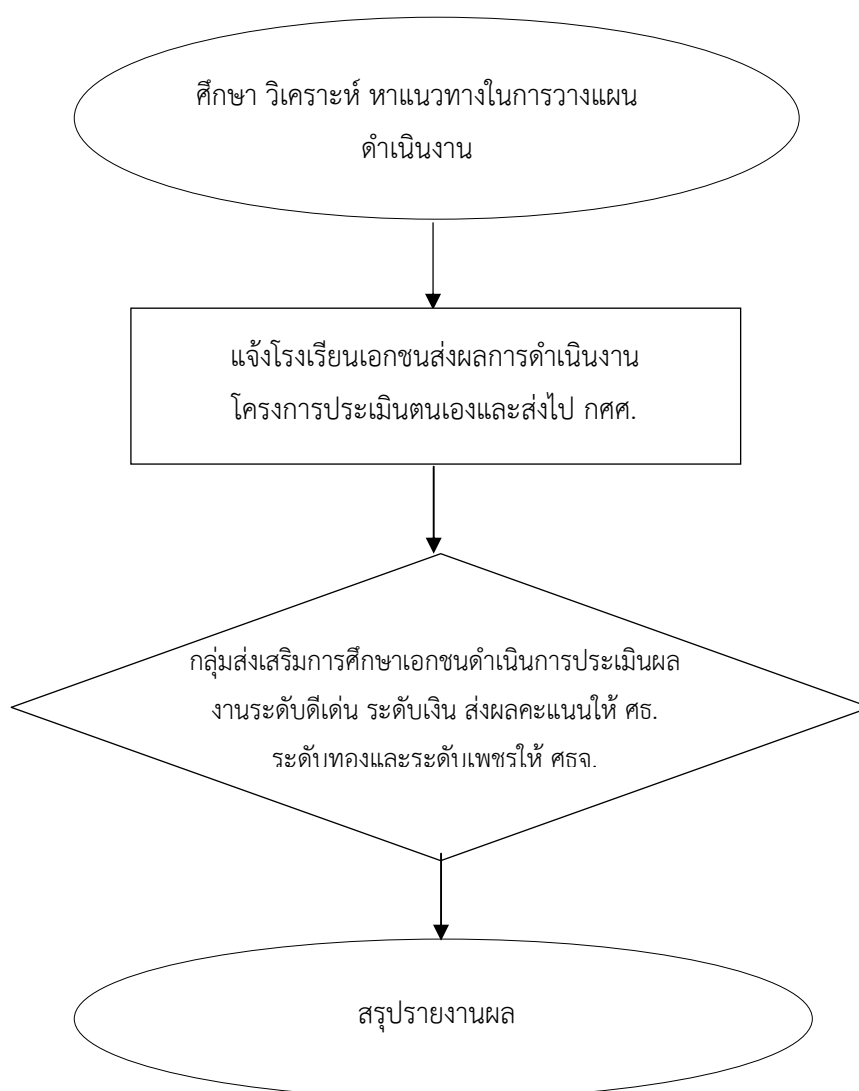 ศึกษา วิเคราะห์ หาแนวทางในการวางแผน
ดำเนินงาน
แจ้งโรงเรียนเอกชนส่งผลการดำเนินงาน
โครงการประเมินตนเองและส่งไป กศศ.
กลุ่มส่งเสริมการศึกษาเอกชนดำเนินการประเมินผล
งานระดับดีเด่น ระดับเงิน ส่งผลคะแนนให้ ศธ.
ระดับทองและระดับเพชรให้ ศธจ.
สรุปรายงานผล